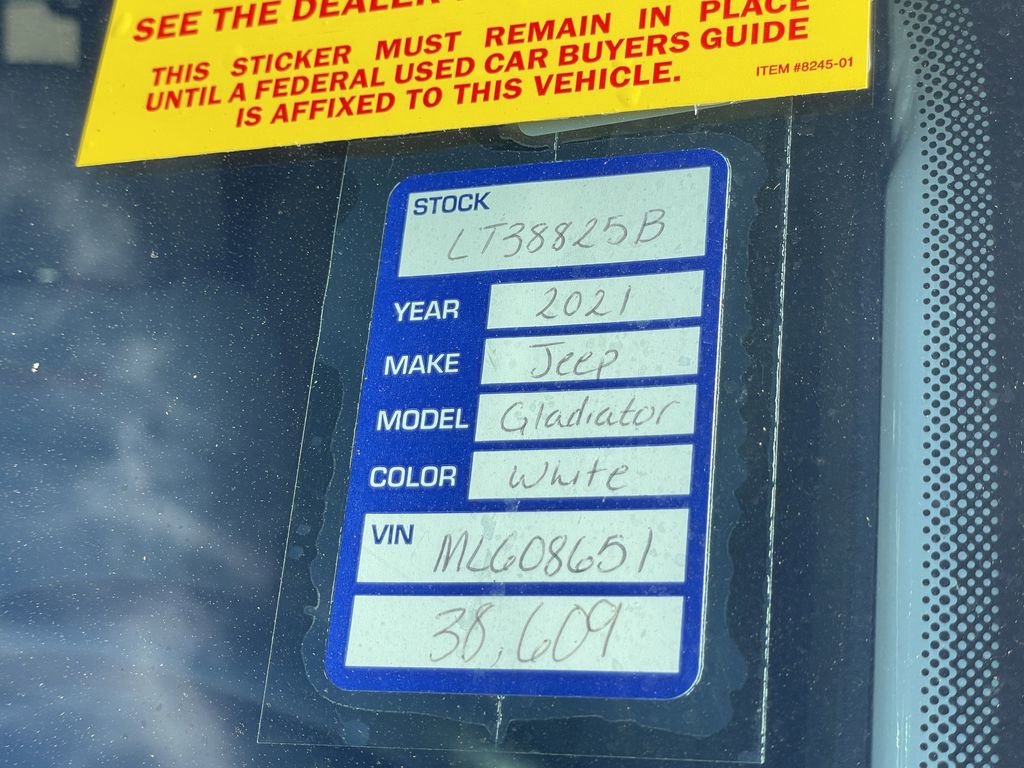 SEE THE DEALER
THIS STICKER MUST REMAIN IN PLACE
UNTIL A FEDERAL USED CAR BUYERS GUIDE
IS AFFIXED TO THIS VEHICLE.
ITEM #8245-01
STOCK
LT38825B
YEAR 2021
MAKE Jeep
MODEL Gladiator
COLOR White
VIN ML608651
38,609